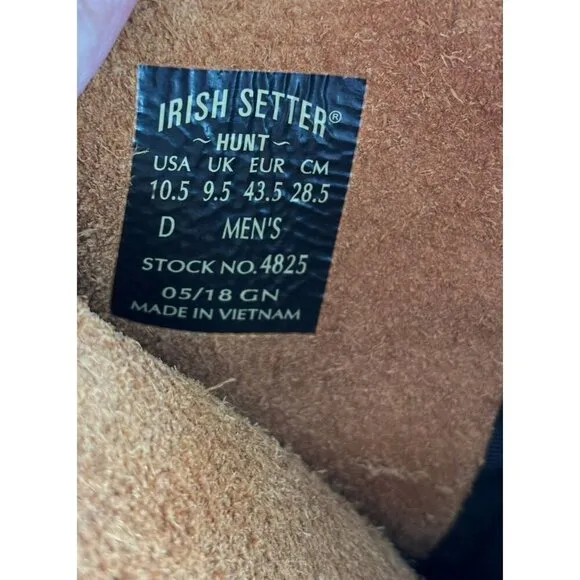 IRISH SETTER®
~HUNT~
USA UK EUR CM
10.5 9.5 43.5 28.5
D MEN'S
STOCK NO. 4825
05/18 GN
MADE IN VIETNAM